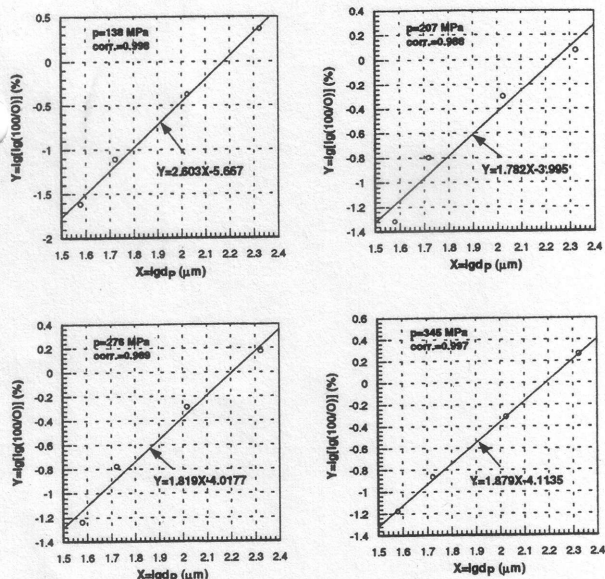 p=138 MPa
corr.=0.998
0.5
0
-0.5
-1
-1.5
-2
Y=lg[lg(100/O)] (%)
Y=2.603X-5.667
1.5 1.6 1.7 1.8 1.9 2 2.1 2.2 2.3 2.4
X=lgdp (μm)
p=207 MPa
corr.=0.988
0.4
0.2
0
-0.2
-0.4
-0.6
-0.8
-1
-1.2
-1.4
Y=lg[lg(100/O)] (%)
Y=1.782X-3.995
1.5 1.6 1.7 1.8 1.9 2 2.1 2.2 2.3 2.4
X=lgdp (μm)
p=276 MPa
corr.=0.989
0.4
0.2
0
-0.2
-0.4
-0.6
-0.8
-1
-1.2
-1.4
Y=lg[lg(100/O)] (%)
Y=1.819X-4.0177
1.5 1.6 1.7 1.8 1.9 2 2.1 2.2 2.3 2.4
X=lgdp (μm)
p=345 MPa
corr.=0.997
0.6
0.4
0.2
0
-0.2
-0.4
-0.6
-0.8
-1
-1.2
-1.4
Y=lg[lg(100/O)] (%)
Y=1.879X-4.1135
1.5 1.6 1.7 1.8 1.9 2 2.1 2.2 2.3 2.4
X=lgdp (μm)